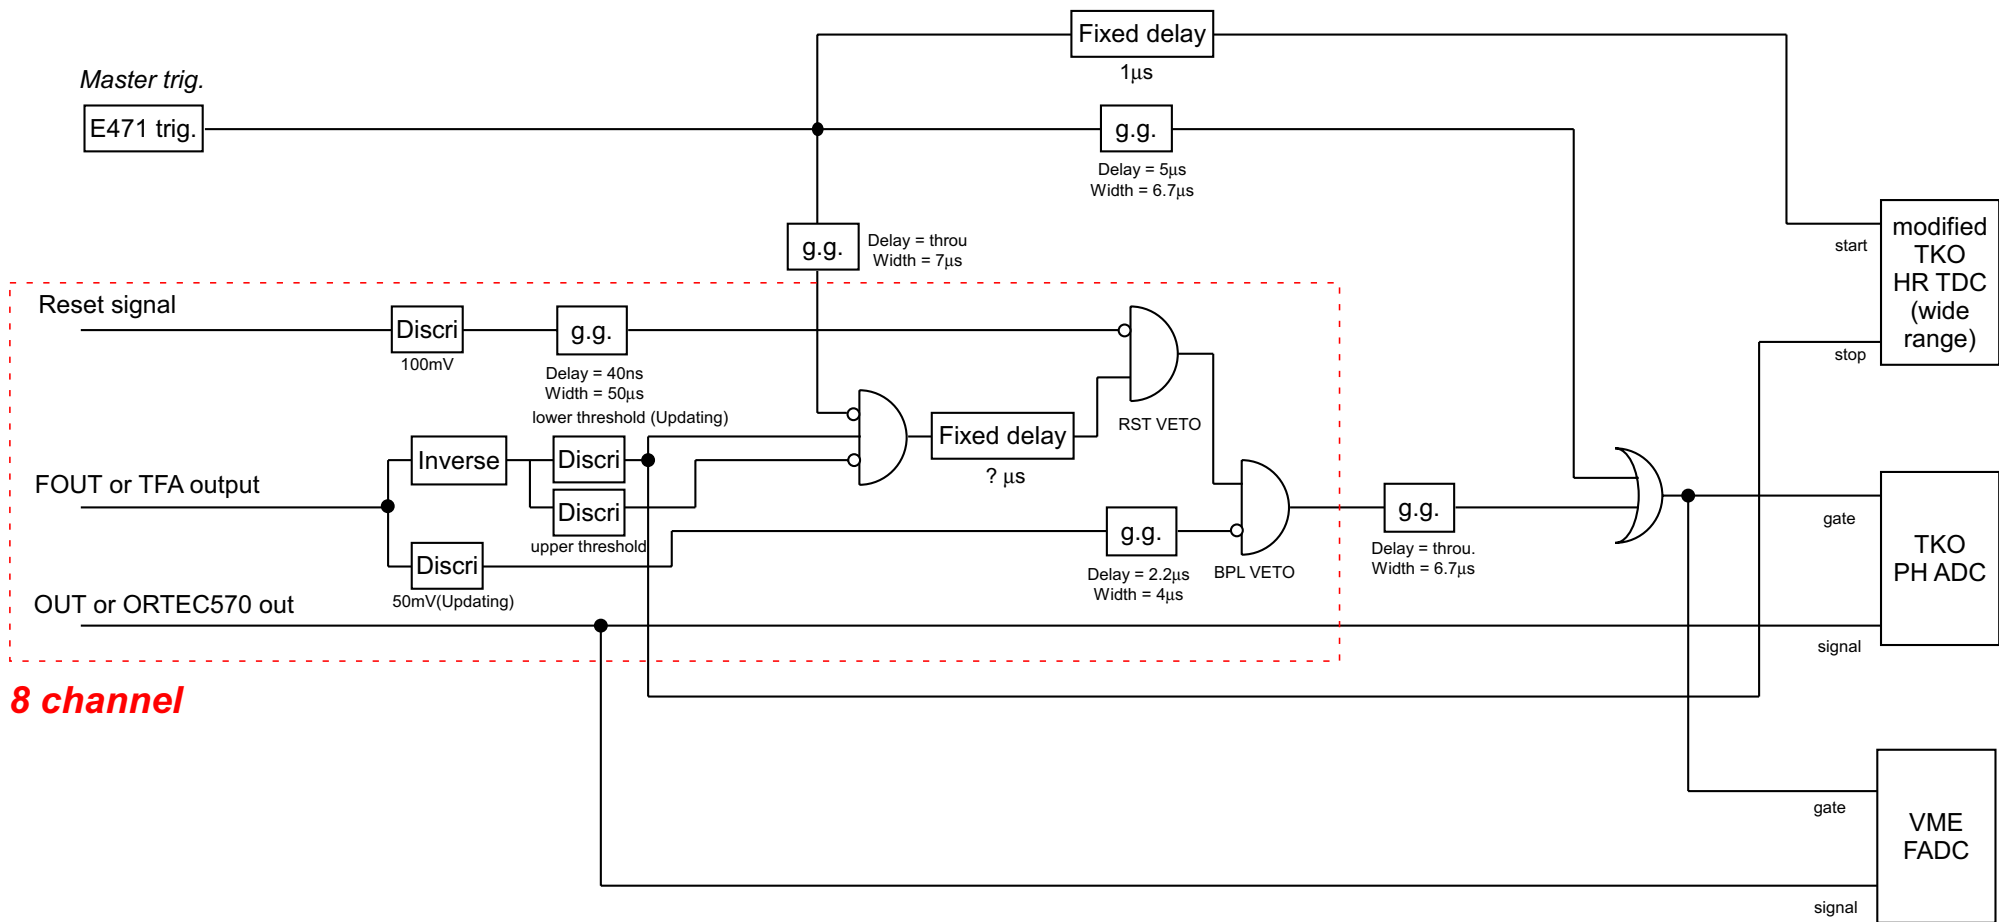 Fixed delay
1μs
Master trig.
E471 trig.
g.g.
Delay = 5μs
Width = 6.7μs
g.g.
Delay = throu
Width = 7μs
modified
TKO
HR TDC
(wide
range)
start
stop
Reset signal
Discri
100mV
g.g.
Delay = 40ns
Width = 50μs
RST VETO
lower threshold (Updating)
Inverse
Discri
Fixed delay
? μs
FOUT or TFA output
Discri
upper threshold
g.g.
Delay = 2.2μs
Width = 4μs
BPL VETO
g.g.
Delay = throu.
Width = 6.7μs
gate
TKO
PH ADC
signal
Discri
50mV(Updating)
OUT or ORTEC570 out
8 channel
gate
VME
FADC
signal